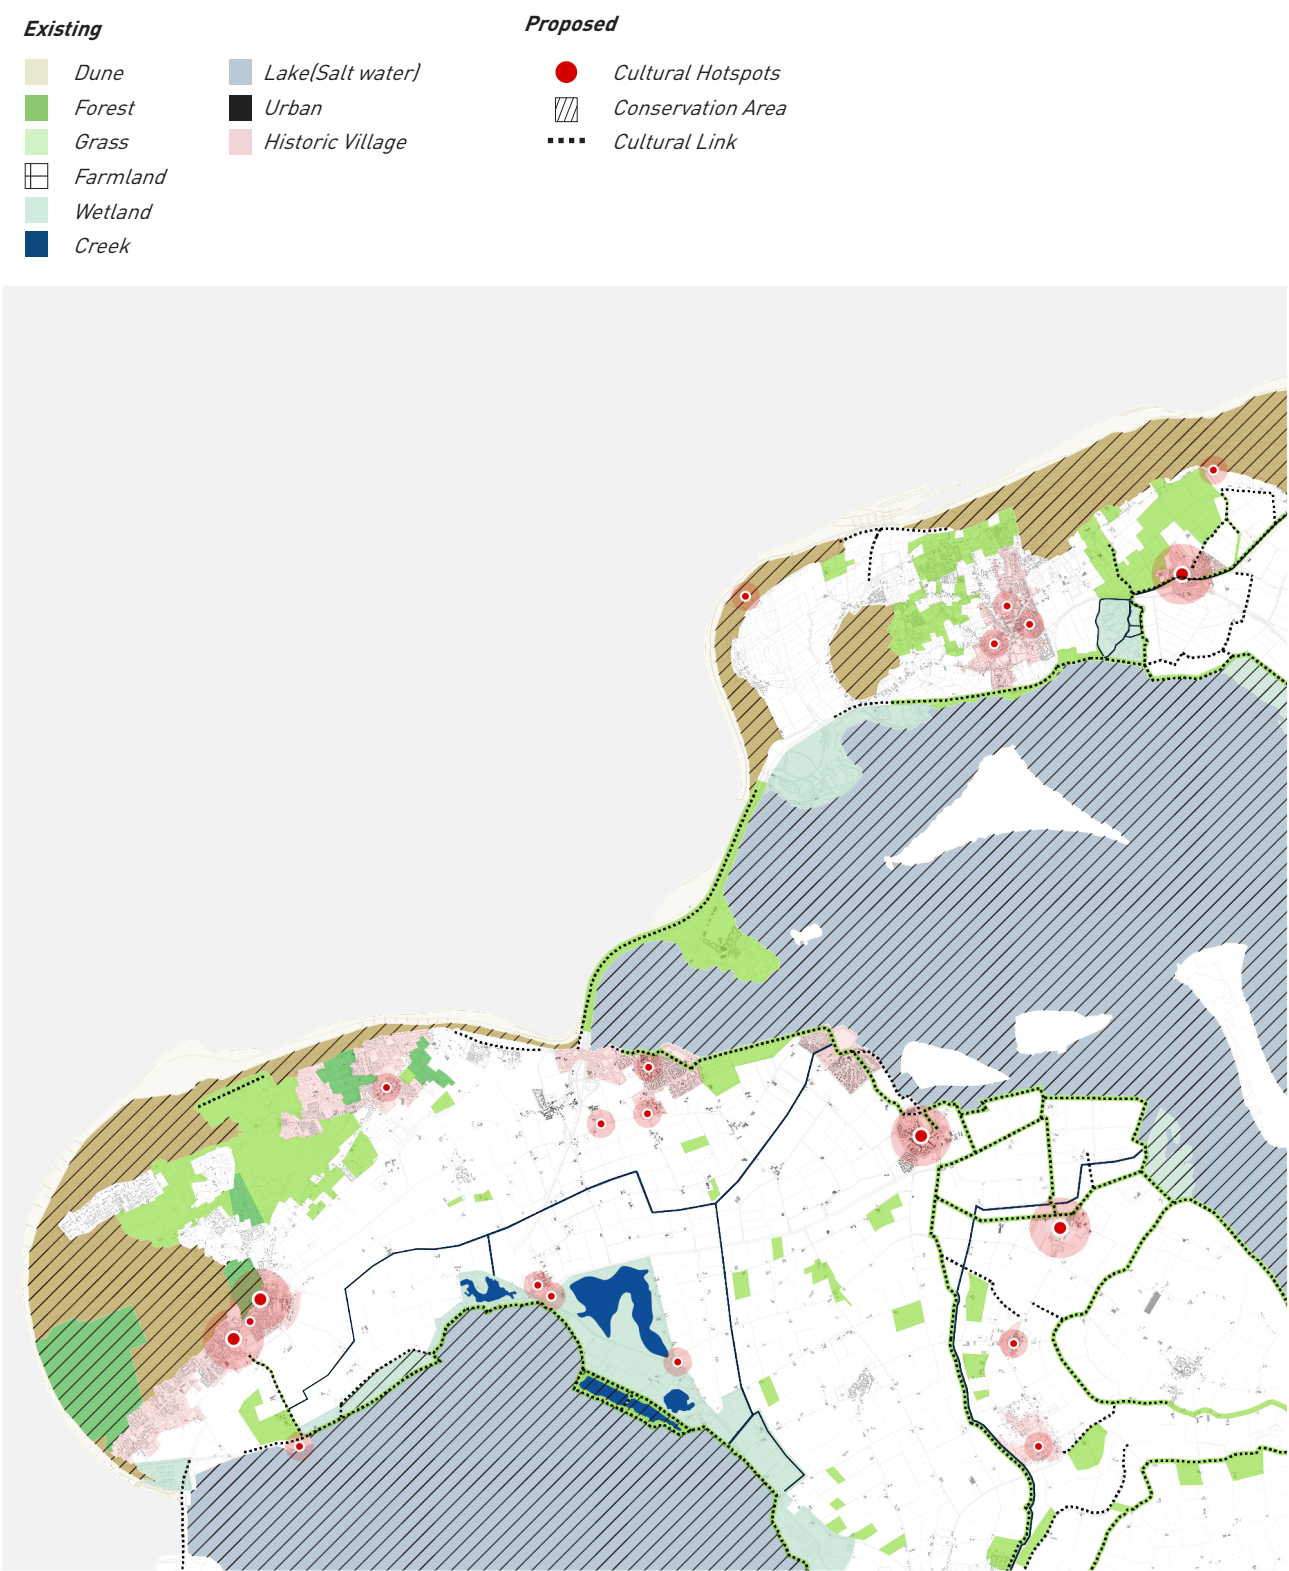 Existing
Dune
Forest
Grass
Farmland
Wetland
Creek
Lake(Salt water)
Urban
Historic Village
Proposed
Cultural Hotspots
Conservation Area
Cultural Link